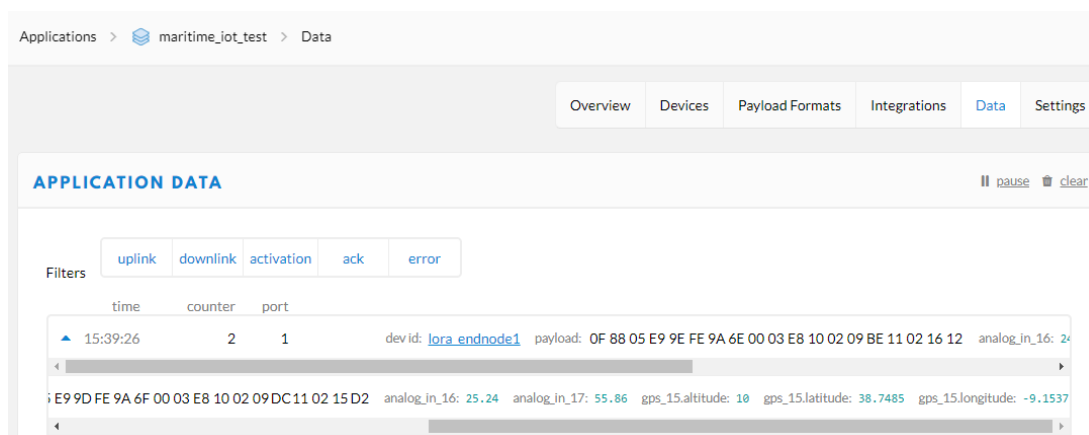 Applications > maritime_iot_test > Data
Overview Devices Payload Formats Integrations Data Settings
APPLICATION DATA
pause clear
Filters uplink downlink activation ack error
time counter port
15:39:26 2 1 dev id: lora_endnode1 payload: 0F 88 05 E9 9E FE 9A 6E 00 03 E8 10 02 09 BE 11 02 16 12 analog_in_16: 24
E9 9D FE 9A 6F 00 03 E8 10 02 09 DC 11 02 15 D2 analog_in_16: 25.24 analog_in_17: 55.86 gps_15.altitude: 10 gps_15.latitude: 38.7485 gps_15.longitude: -9.1537